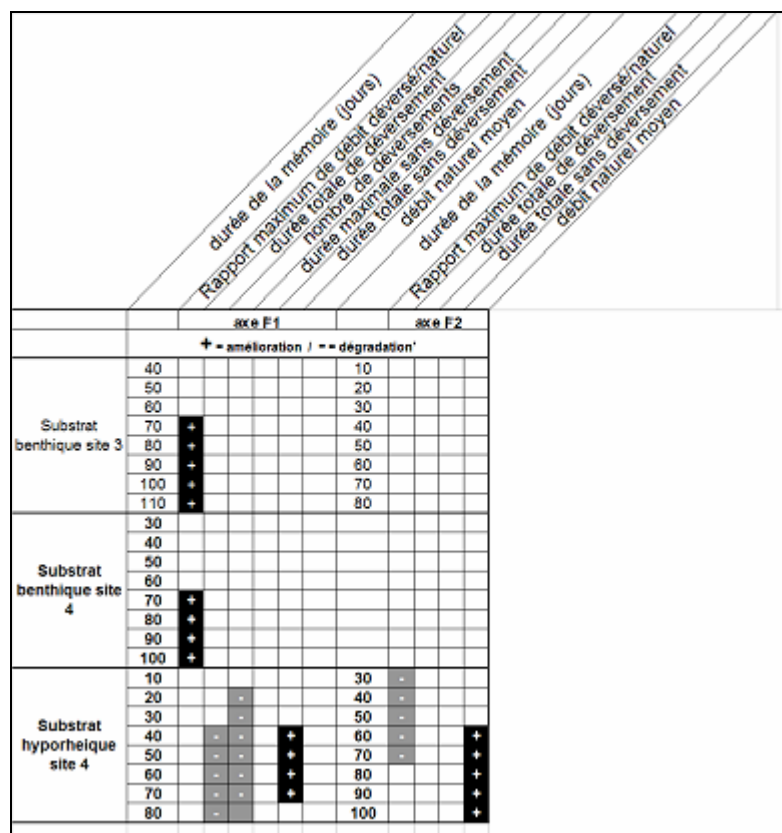 durée de la mémoire (jours)
Rapport maximum de débit déversé/naturel
durée totale de déversement
nombre de déversements
durée maximale sans déversement
durée totale sans déversement
débit naturel moyen
durée de la mémoire (jours)
Rapport maximum de débit déversé/naturel
durée totale de déversement
durée totale sans déversement
débit naturel moyen
axe F1 axe F2
+ = amélioration / - = dégradation'
Substrat
benthique site 3
40 10
50 20
60 30
70 + 40
80 + 50
90 + 60
100 + 70
110 + 80
Substrat
benthique site
4
30
40
50
60
70 +
80 +
90 +
100 +
Substrat
hyporheique
site 4
10 30 -
20 - 40 -
30 - 50 -
40 - - + 60 - +
50 - - + 70 - +
60 - - + 80 +
70 - - + 90 +
80 - 100 +